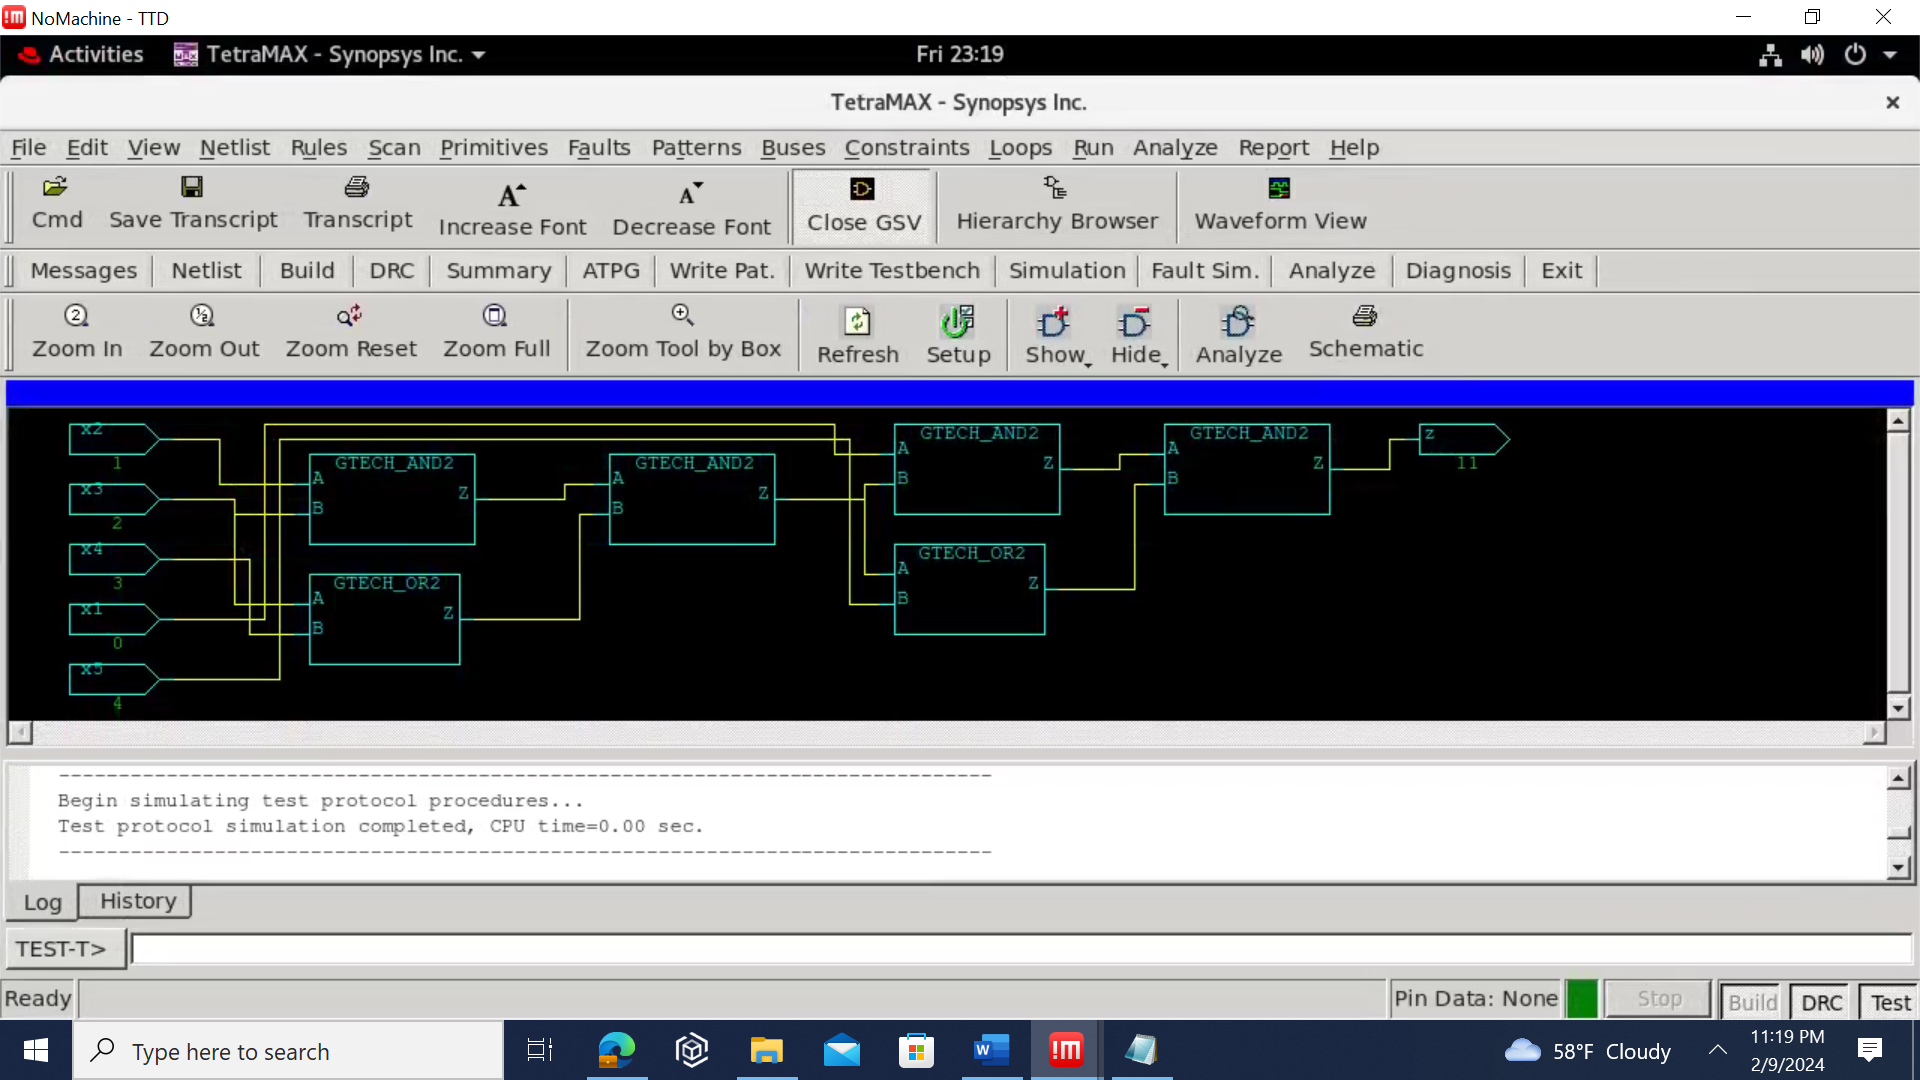 NoMachine - TTD
Activities TetraMAX - Synopsys Inc. Fri 23:19
TetraMAX - Synopsys Inc.
File Edit View Netlist Rules Scan Primitives Faults Patterns Buses Constraints Loops Run Analyze Report Help
Cmd Save Transcript Transcript Increase Font Decrease Font Close GSV Hierarchy Browser Waveform View
Messages Netlist Build DRC Summary ATPG Write Pat. Write Testbench Simulation Fault Sim. Analyze Diagnosis Exit
Zoom In Zoom Out Zoom Reset Zoom Full Zoom Tool by Box Refresh Setup Show Hide Analyze Schematic
x2
1
x3
2
x4
3
x1
0
x5
4
GTECH_AND2
A
B
Z
GTECH_OR2
A
B
Z
GTECH_AND2
A
B
Z
GTECH_AND2
A
B
Z
GTECH_OR2
A
B
Z
GTECH_AND2
A
B
Z
z
11
--------------------------------------------------------------------------
Begin simulating test protocol procedures...
Test protocol simulation completed, CPU time=0.00 sec.
--------------------------------------------------------------------------
Log History
TEST-T>
Ready Pin Data: None Stop Build DRC Test
Type here to search 58°F Cloudy 11:19 PM
2/9/2024